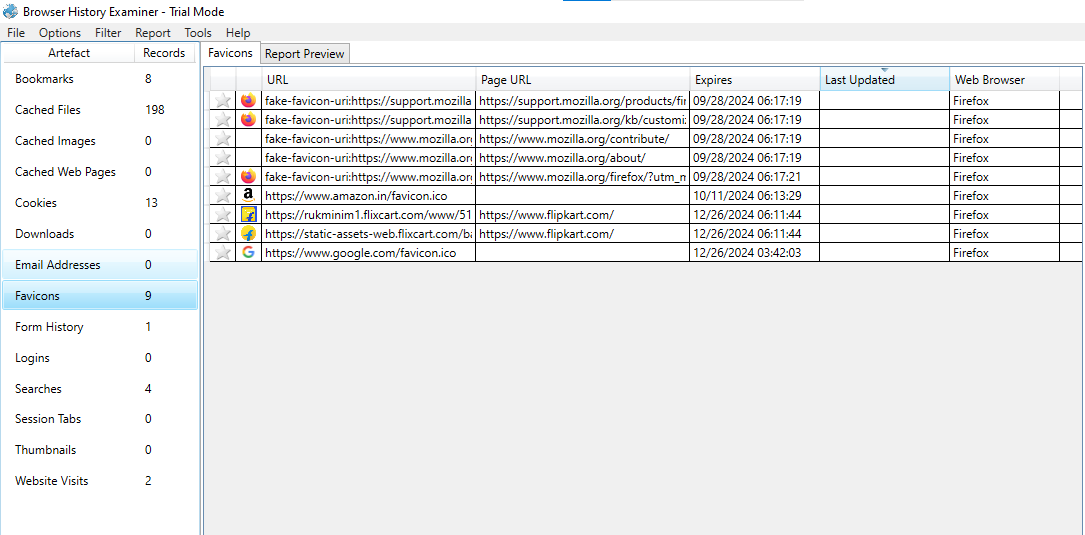 Browser History Examiner - Trial Mode
File Options Filter Report Tools Help
Artefact Records
Bookmarks 8
Cached Files 198
Cached Images 0
Cached Web Pages 0
Cookies 13
Downloads 0
Email Addresses 0
Favicons 9
Form History 1
Logins 0
Searches 4
Session Tabs 0
Thumbnails 0
Website Visits 2
Favicons Report Preview
URL Page URL Expires Last Updated Web Browser
fake-favicon-uri:https://support.mozilla https://support.mozilla.org/products/fir 09/28/2024 06:17:19 Firefox
fake-favicon-uri:https://support.mozilla https://support.mozilla.org/kb/customi 09/28/2024 06:17:19 Firefox
fake-favicon-uri:https://www.mozilla.org https://www.mozilla.org/contribute/ 09/28/2024 06:17:19 Firefox
fake-favicon-uri:https://www.mozilla.org https://www.mozilla.org/about/ 09/28/2024 06:17:19 Firefox
fake-favicon-uri:https://www.mozilla.org https://www.mozilla.org/firefox/?utm_m 09/28/2024 06:17:21 Firefox
https://www.amazon.in/favicon.ico 10/11/2024 06:13:29 Firefox
https://rukminim1.flixcart.com/www/51 https://www.flipkart.com/ 12/26/2024 06:11:44 Firefox
https://static-assets-web.flixcart.com/ba https://www.flipkart.com/ 12/26/2024 06:11:44 Firefox
https://www.google.com/favicon.ico 12/26/2024 03:42:03 Firefox